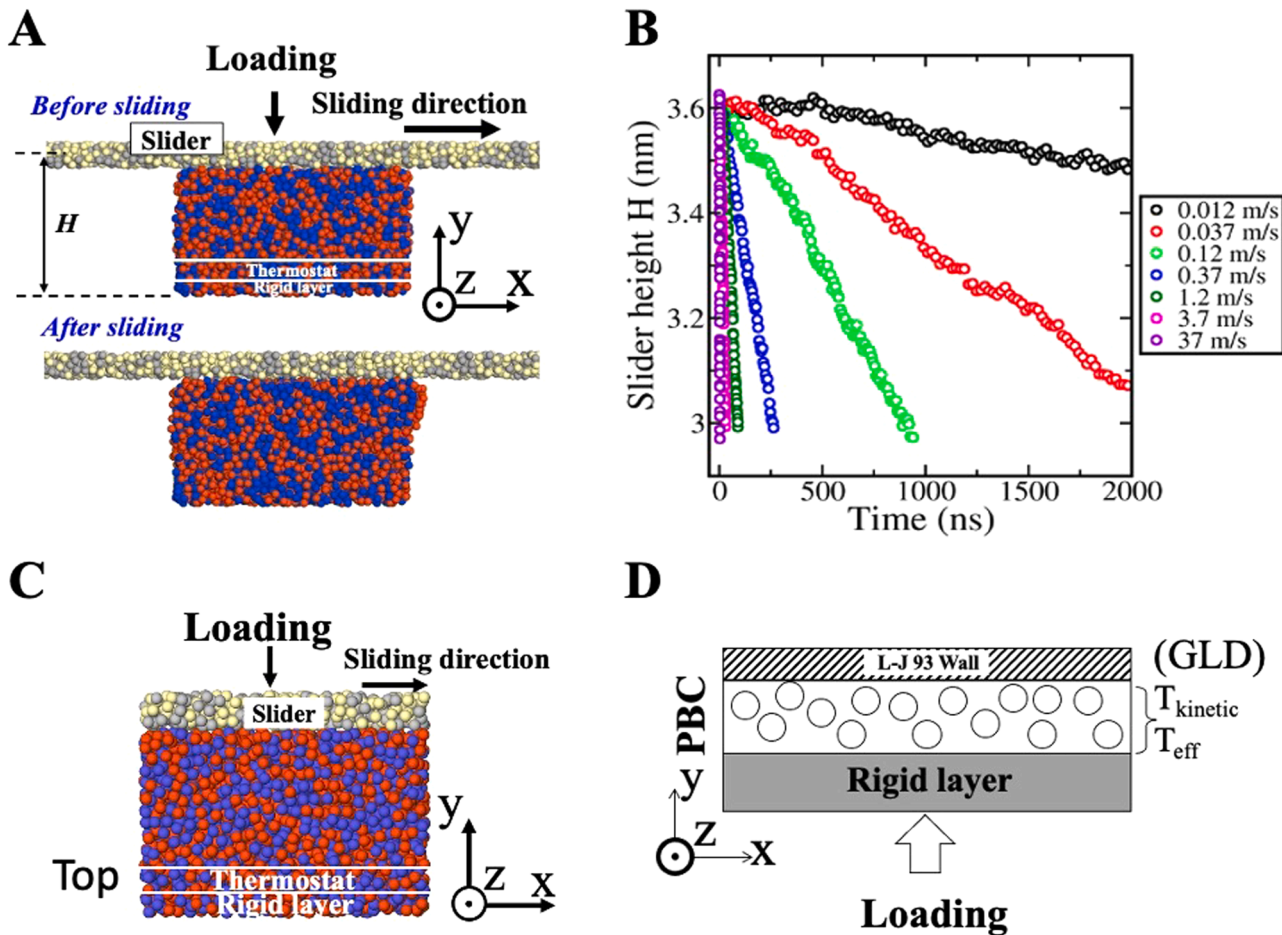 A
Loading
Before sliding
Sliding direction
Slider
H
y
Thermostat
Rigid layer
Z
X
After sliding
B
Slider height H (nm)
3.6
3.4
3.2
3
0
500
1000
1500
2000
Time (ns)
0.012 m/s
0.037 m/s
0.12 m/s
0.37 m/s
1.2 m/s
3.7 m/s
37 m/s
C
Loading
Sliding direction
Slider
y
Top
Thermostat
Rigid layer
Z
X
D
L-J 93 Wall
(GLD)
PBC
Tkinetic
Teff
Rigid layer
y
Z
X
Loading